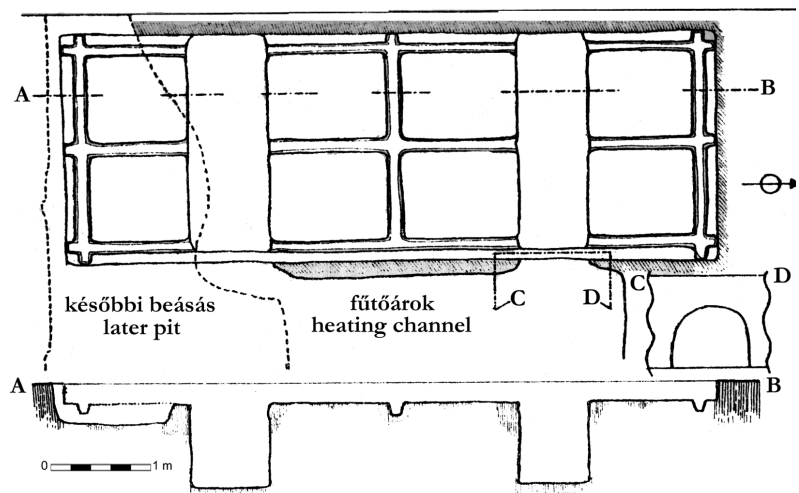 A
B
későbbi beásás
later pit
fűtőárok
heating channel
C
D
C
D
A
B
0
1 m